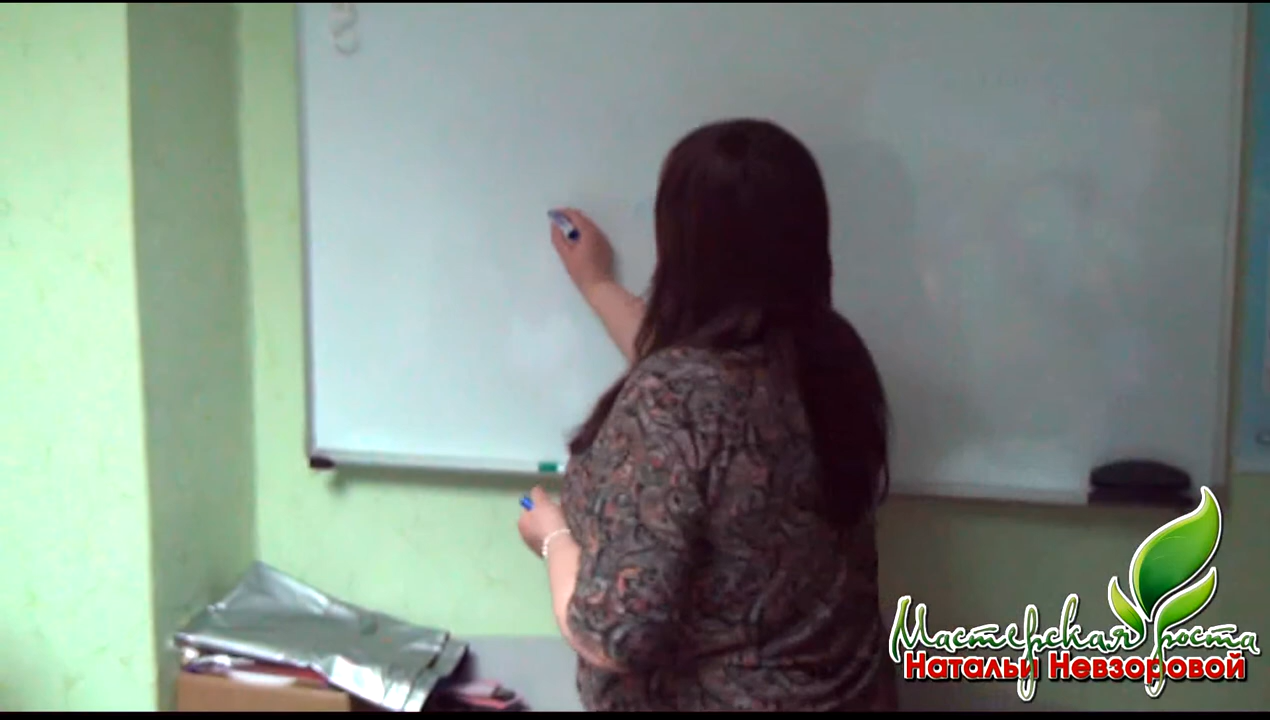 Мастерская роста
Натальи Невзоровой